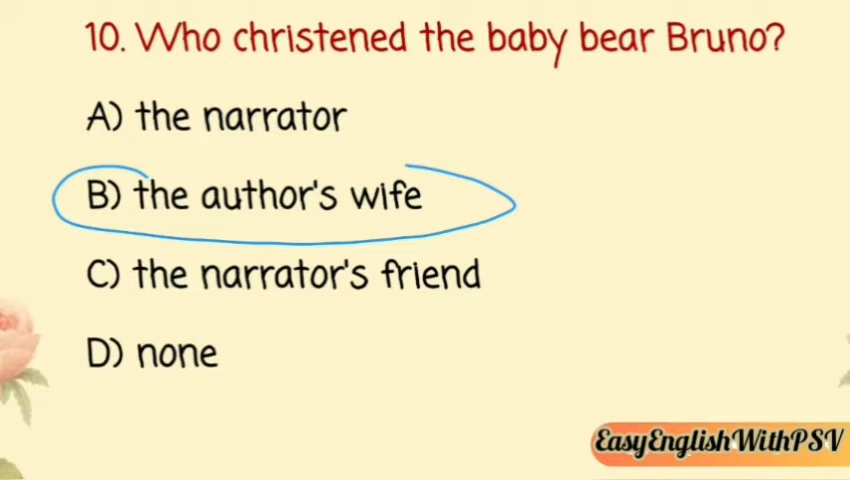 10. Who christened the baby bear Bruno?
A) the narrator
B) the author's wife
C) the narrator's friend
D) none
EasyEnglishWithPSV